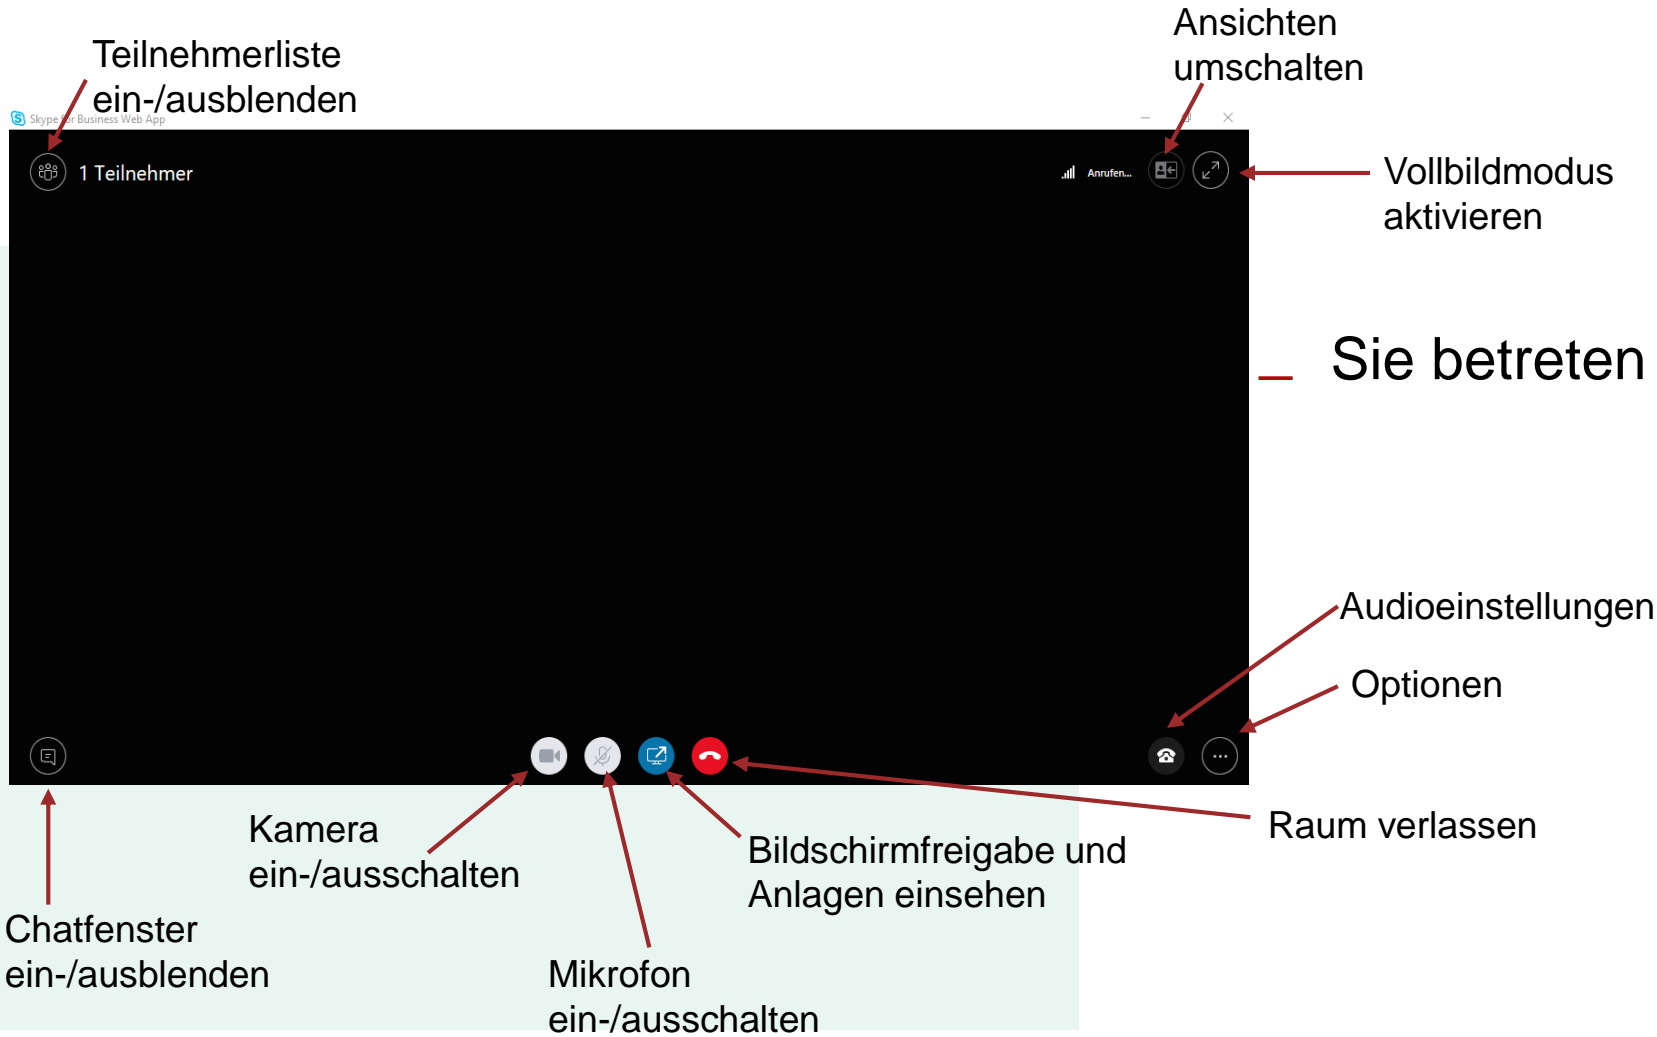 Ansichten
umschalten
Teilnehmerliste
ein-/ausblenden
Skype for Business Web App
1 Teilnehmer
Anrufen...
Vollbildmodus
aktivieren
Sie betreten
Audioeinstellungen
Optionen
Raum verlassen
Kamera
ein-/ausschalten
Bildschirmfreigabe und
Anlagen einsehen
Chatfenster
ein-/ausblenden
Mikrofon
ein-/ausschalten